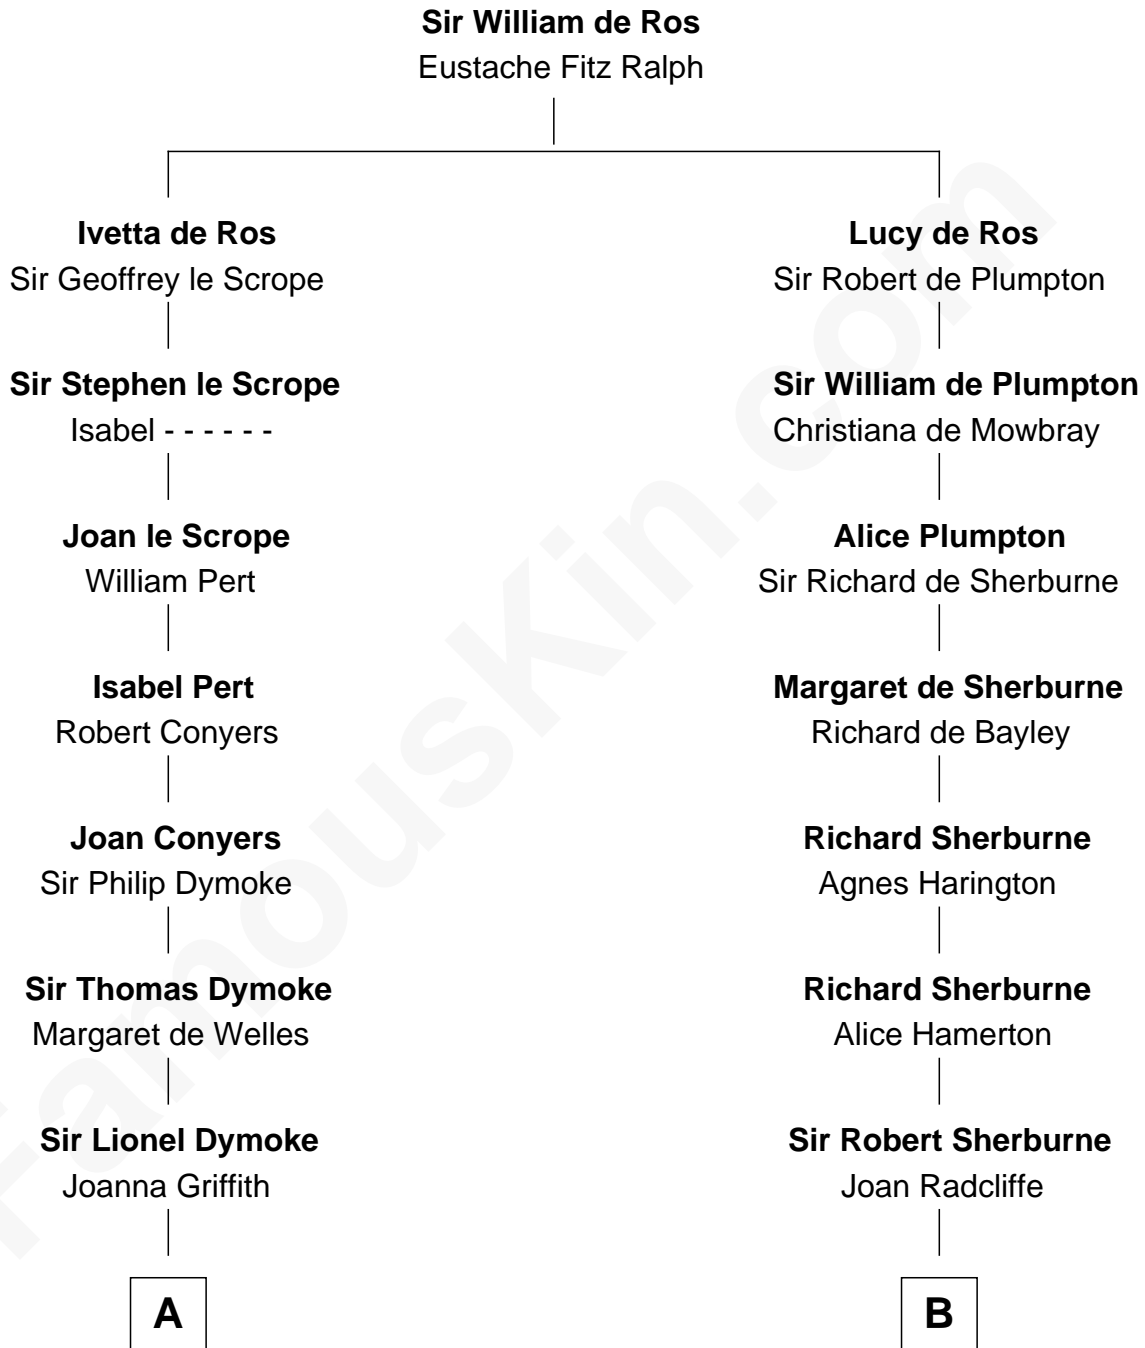 Sir William de Ros
Eustache Fitz Ralph
Ivetta de Ros
Sir Geoffrey le Scrope
Lucy de Ros
Sir Robert de Plumpton
Sir Stephen le Scrope
Isabel - - - - - -
Sir William de Plumpton
Christiana de Mowbray
Joan le Scrope
William Pert
Alice Plumpton
Sir Richard de Sherburne
Isabel Pert
Robert Conyers
Margaret de Sherburne
Richard de Bayley
Joan Conyers
Sir Philip Dymoke
Richard Sherburne
Agnes Harington
Sir Thomas Dymoke
Margaret de Welles
Richard Sherburne
Alice Hamerton
Sir Lionel Dymoke
Joanna Griffith
Sir Robert Sherburne
Joan Radcliffe
A
B
FamousKin.com